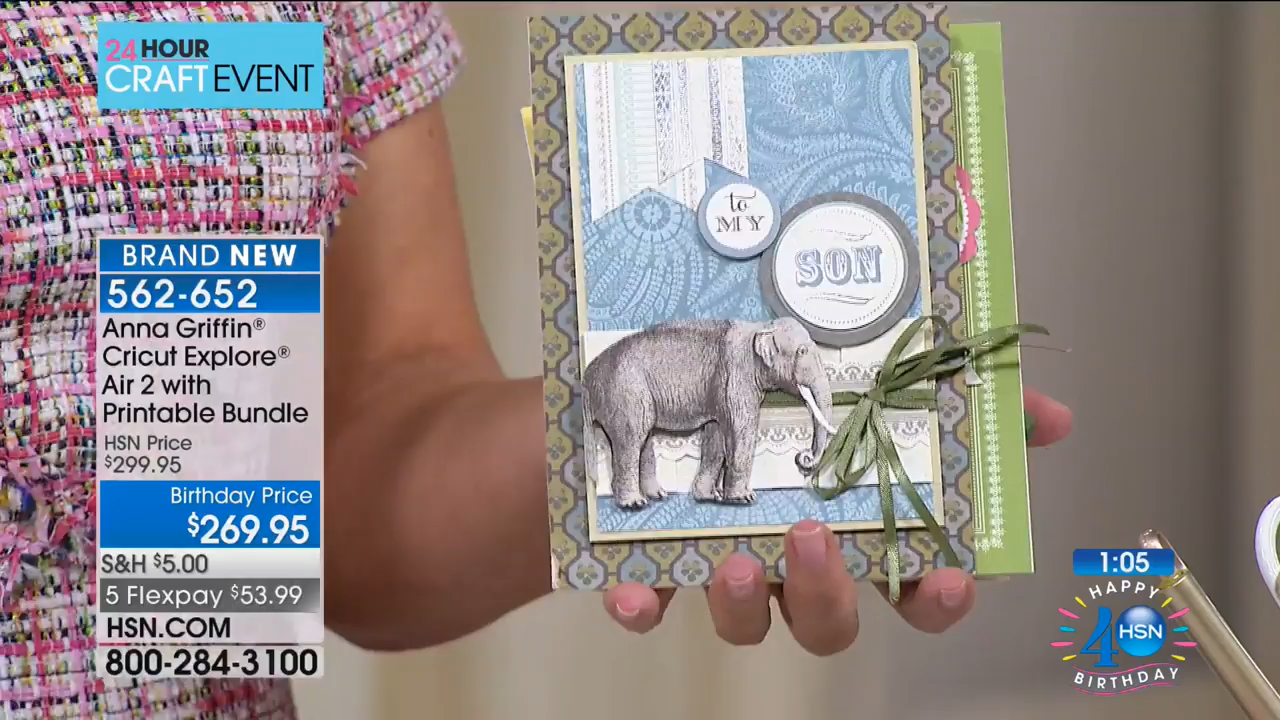 24 HOUR
CRAFT EVENT
BRAND NEW
562-652
Anna Griffin®
Cricut Explore®
Air 2 with
Printable Bundle
HSN Price
$299.95
Birthday Price
$269.95
S&H $5.00
5 Flexpay $53.99
HSN.COM
800-284-3100
to
MY
SON
1:05
HAPPY
40 HSN
BIRTHDAY